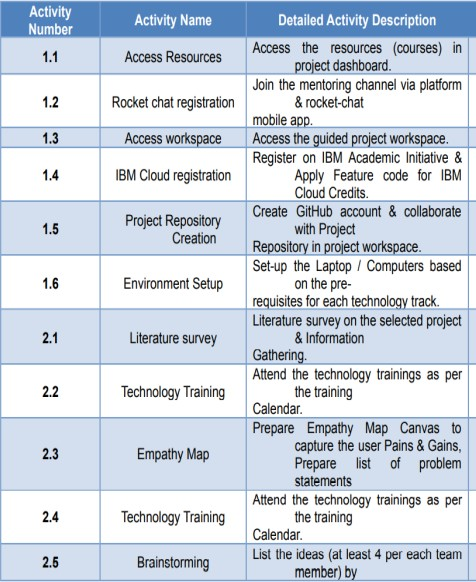 Activity Number Activity Name Detailed Activity Description
1.1 Access Resources Access the resources (courses) in
project dashboard.
1.2 Rocket chat registration Join the mentoring channel via platform
& rocket-chat
mobile app.
1.3 Access workspace Access the guided project workspace.
1.4 IBM Cloud registration Register on IBM Academic Initiative &
Apply Feature code for IBM
Cloud Credits.
1.5 Project Repository Creation Create GitHub account & collaborate
with Project
Repository in project workspace.
1.6 Environment Setup Set-up the Laptop / Computers based
on the pre-
requisites for each technology track.
2.1 Literature survey Literature survey on the selected project
& Information
Gathering.
2.2 Technology Training Attend the technology trainings as per
the training
Calendar.
2.3 Empathy Map Prepare Empathy Map Canvas to
capture the user Pains & Gains,
Prepare list of problem
statements
2.4 Technology Training Attend the technology trainings as per
the training
Calendar.
2.5 Brainstorming List the ideas (at least 4 per each team
member) by